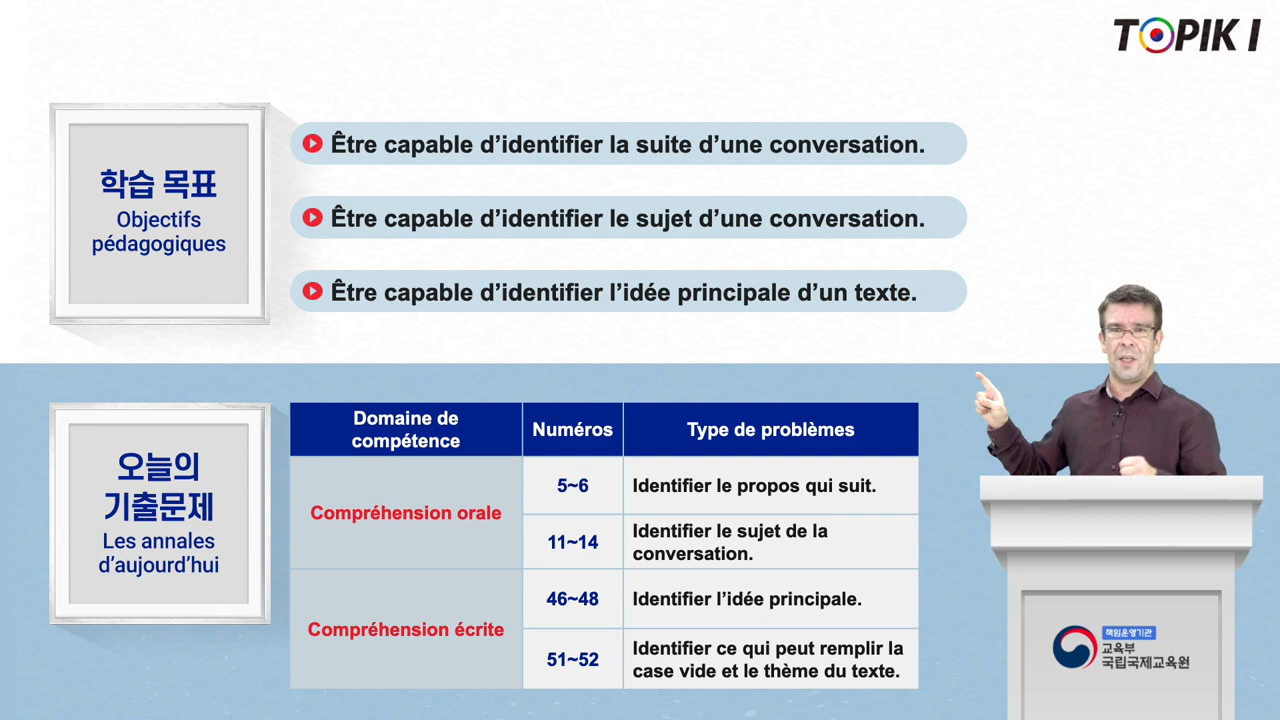 TOPIK I
학습 목표
Objectifs
pédagogiques
Être capable d’identifier la suite d’une conversation.
Être capable d’identifier le sujet d’une conversation.
Être capable d’identifier l’idée principale d’un texte.
오늘의
기출문제
Les annales
d’aujourd’hui
Domaine de
compétence
Numéros
Type de problèmes
Compréhension orale
5~6
Identifier le propos qui suit.
11~14
Identifier le sujet de la
conversation.
Compréhension écrite
46~48
Identifier l’idée principale.
51~52
Identifier ce qui peut remplir la
case vide et le thème du texte.
책임운영기관
교육부
국립국제교육원